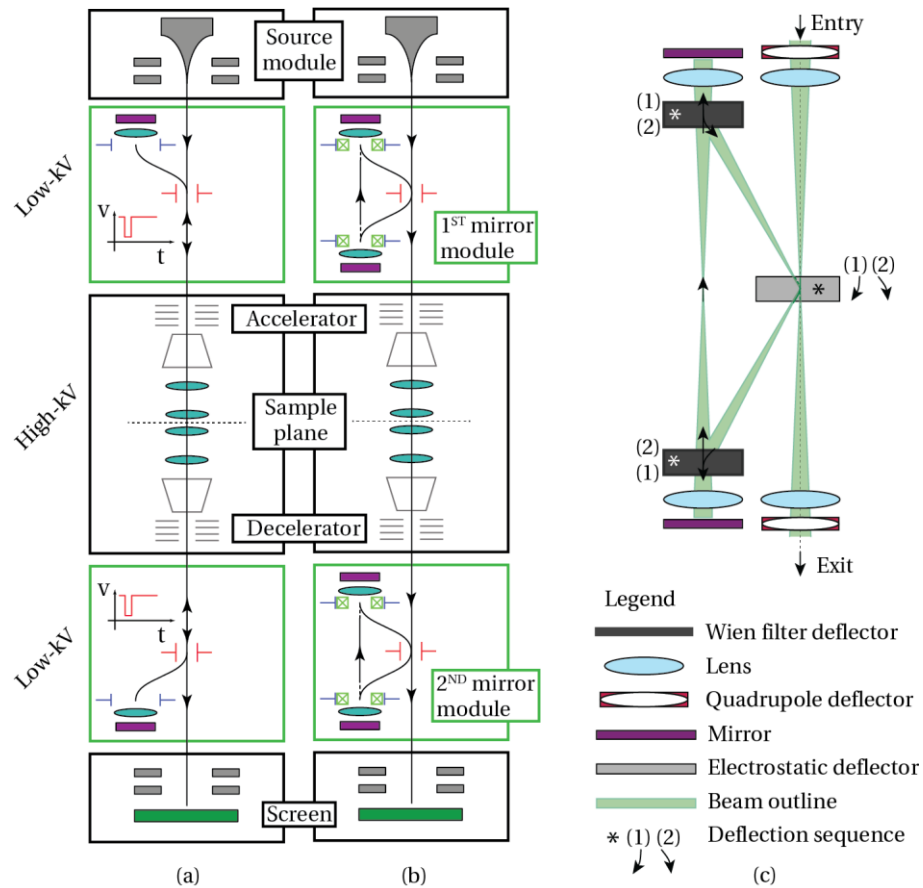 Source
module
Low-kV
V
t
1ST mirror
module
Accelerator
High-kV
Sample
plane
Decelerator
Low-kV
V
t
2ND mirror
module
Screen
(a)
(b)
Entry
(1)
(2)
*
* (1) (2)
(2)
(1)
*
Exit
Legend
Wien filter deflector
Lens
Quadrupole deflector
Mirror
Electrostatic deflector
Beam outline
* (1) (2) Deflection sequence
(c)